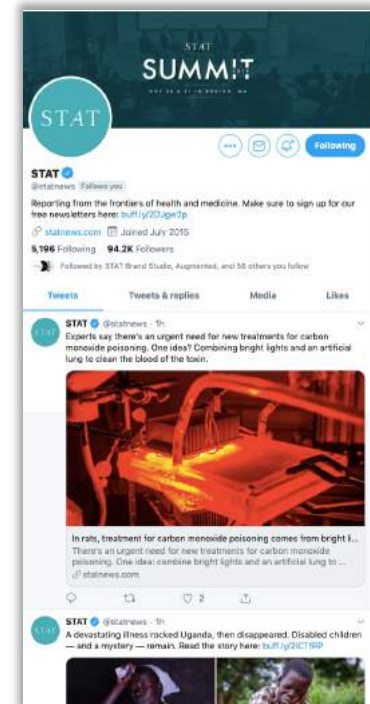 STAT
SUMM!T
STAT
Following
STAT
@statnews Follows you
Reporting from the frontiers of health and medicine. Make sure to sign up for our
free newsletters here: buff.ly/2DJgw2p
statnews.com Joined July 2015
5,196 Following 94.2K Followers
Followed by STAT Brand Studio, Augmented, and 56 others you follow
Tweets Tweets & replies Media Likes
STAT @statnews · 1h
Experts say there's an urgent need for new treatments for carbon
monoxide poisoning. One idea? Combining bright lights and an artificial
lung to clean the blood of the toxin.
In rats, treatment for carbon monoxide poisoning comes from bright li...
There's an urgent need for new treatments for carbon monoxide
poisoning. One idea: combine bright lights and an artificial lung to ...
statnews.com
2
STAT @statnews · 1h
A devastating illness rocked Uganda, then disappeared. Disabled children
— and a mystery — remain. Read the story here: